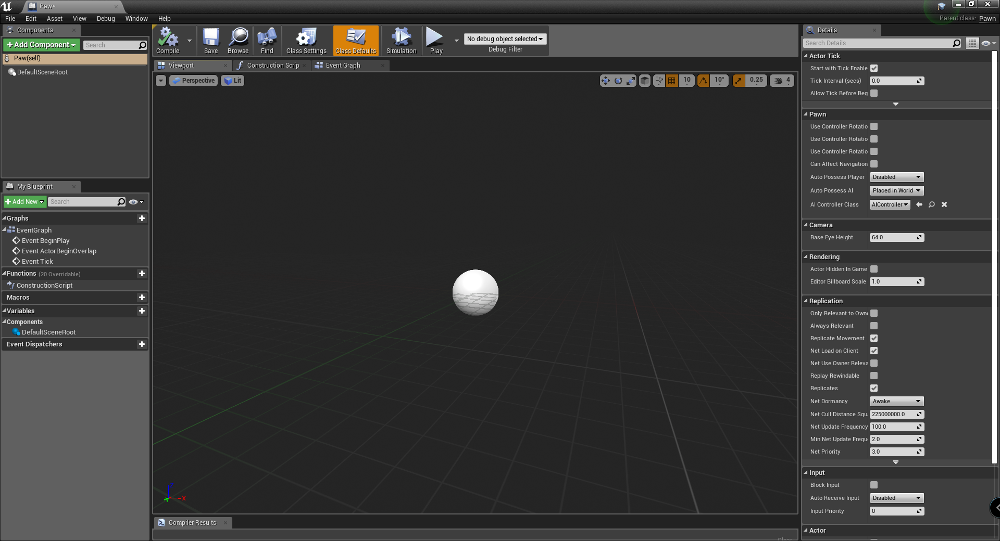 Paw*
File Edit Asset View Debug Window Help
Parent class: Pawn
Components
+Add Component
Search
Paw(self)
DefaultSceneRoot
My Blueprint
+Add New
Search
Graphs
EventGraph
Event BeginPlay
Event ActorBeginOverlap
Event Tick
Functions (20 Overridable)
ConstructionScript
Macros
Variables
Components
DefaultSceneRoot
Event Dispatchers
Compile Save Browse Find Class Settings Class Defaults Simulation Play
No debug object selected
Debug Filter
Viewport Construction Scrip Event Graph
Perspective Lit 10 10° 0.25 4
Z
X
Y
Compiler Results
Clear
Details
Search Details
Actor Tick
Start with Tick Enable
Tick Interval (secs) 0.0
Allow Tick Before Beg
Pawn
Use Controller Rotatio
Use Controller Rotatio
Use Controller Rotatio
Can Affect Navigation
Auto Possess Player Disabled
Auto Possess AI Placed in World
AI Controller Class AIController
Camera
Base Eye Height 64.0
Rendering
Actor Hidden In Game
Editor Billboard Scale 1.0
Replication
Only Relevant to Owne
Always Relevant
Replicate Movement
Net Load on Client
Net Use Owner Releva
Replay Rewindable
Replicates
Net Dormancy Awake
Net Cull Distance Squ 225000000.0
Net Update Frequency 100.0
Min Net Update Frequ 2.0
Net Priority 3.0
Input
Block Input
Auto Receive Input Disabled
Input Priority 0
Actor